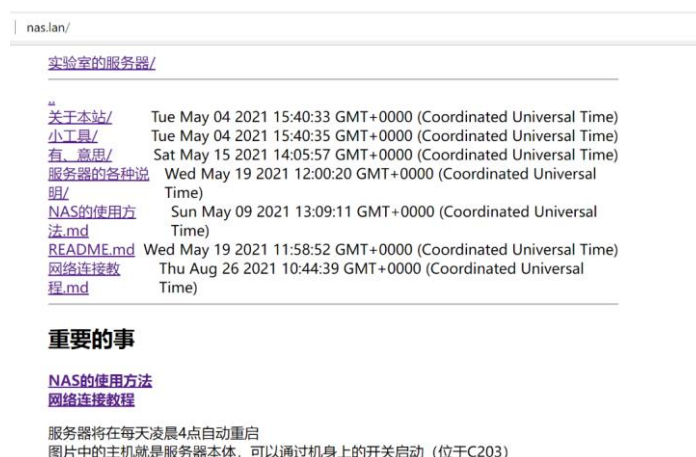 nas.lan/
实验室的服务器/
..
关于本站/ Tue May 04 2021 15:40:33 GMT+0000 (Coordinated Universal Time)
小工具/ Tue May 04 2021 15:40:35 GMT+0000 (Coordinated Universal Time)
有、意思/ Sat May 15 2021 14:05:57 GMT+0000 (Coordinated Universal Time)
服务器的各种说 Wed May 19 2021 12:00:20 GMT+0000 (Coordinated Universal
明/ Time)
NAS的使用方 Sun May 09 2021 13:09:11 GMT+0000 (Coordinated Universal
法.md Time)
README.md Wed May 19 2021 11:58:52 GMT+0000 (Coordinated Universal Time)
网络连接教 Thu Aug 26 2021 10:44:39 GMT+0000 (Coordinated Universal
程.md Time)
重要的事
NAS的使用方法
网络连接教程
服务器将在每天凌晨4点自动重启
图片中的主机就是服务器本体，可以通过机身上的开关启动（位于C203）